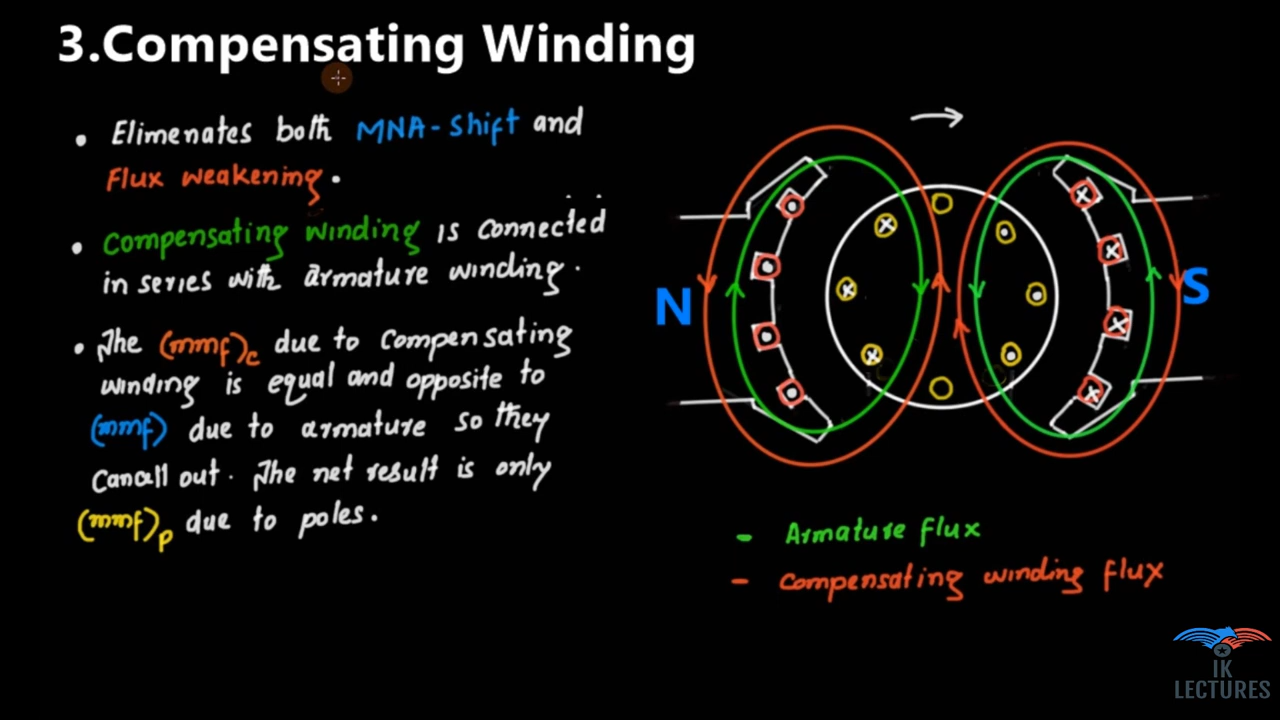 3.Compensating Winding
• Elimenates both MNA-Shift and
Flux weakening.
• Compensating winding is connected
in series with armature winding.
• The (mmf)c due to compensating
winding is equal and opposite to
(mmf) due to armature so they
Cancall out. The net result is only
(mmf)p due to poles.
N
S
- Armature flux
- Compensating winding flux
IK
LECTURES